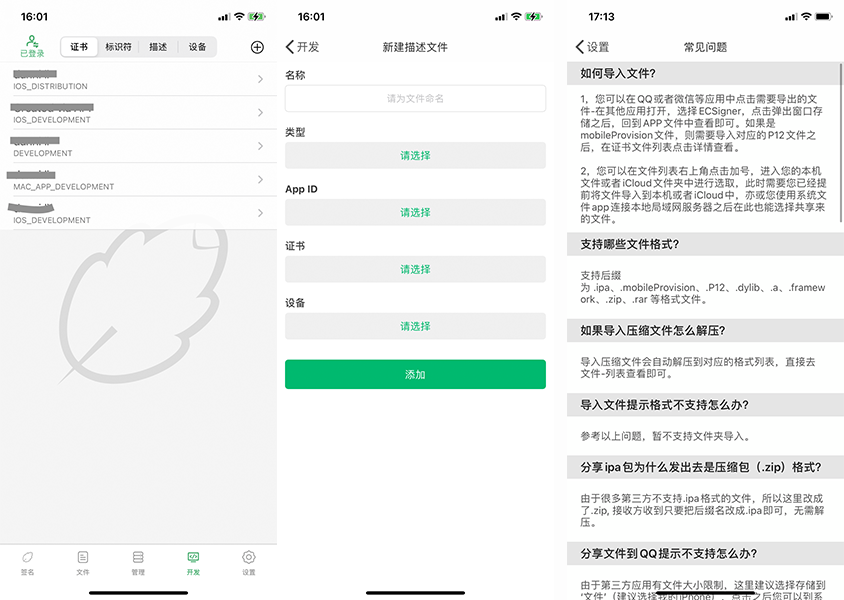 16:01
已登录
证书 标识符 描述 设备
IOS_DISTRIBUTION
IOS_DEVELOPMENT
DEVELOPMENT
MAC_APP_DEVELOPMENT
IOS_DEVELOPMENT
签名 文件 管理 开发 设置
16:01
开发
新建描述文件
名称
请为文件命名
类型
请选择
App ID
请选择
证书
请选择
设备
请选择
添加
17:13
设置
常见问题
如何导入文件?
1，您可以在QQ或者微信等应用中点击需要导出的文
件-在其他应用打开，选择ECSigner，点击弹出窗口存
储之后，回到APP文件中查看即可。如果是
mobileProvision文件，则需要导入对应的P12文件之
后，在证书文件列表点击详情查看。
2，您可以在文件列表右上角点击加号，进入您的本机
文件或者iCloud文件夹中进行选取，此时需要您已经提
前将文件导入到本机或者iCloud中，亦或您使用系统文
件app连接本地局域网服务器之后在此也能选择共享来
的文件。
支持哪些文件格式?
支持后缀
为 .ipa、.mobileProvision、.P12、.dylib、.a、.framew
ork、.zip、.rar 等格式文件。
如果导入压缩文件怎么解压?
导入压缩文件会自动解压到对应的格式列表，直接去
文件-列表查看即可。
导入文件提示格式不支持怎么办?
参考以上问题，暂不支持文件夹导入。
分享ipa包为什么发出去是压缩包（.zip）格式?
由于很多第三方不支持.ipa格式的文件，所以这里改成
了.zip, 接收方收到只要把后缀名改成.ipa即可，无需解
压。
分享文件到QQ提示不支持怎么办?
由于第三方应用有文件大小限制，这里建议选择存储到
‘文件’（建议选择我的iPhone），点击之后您可以到系